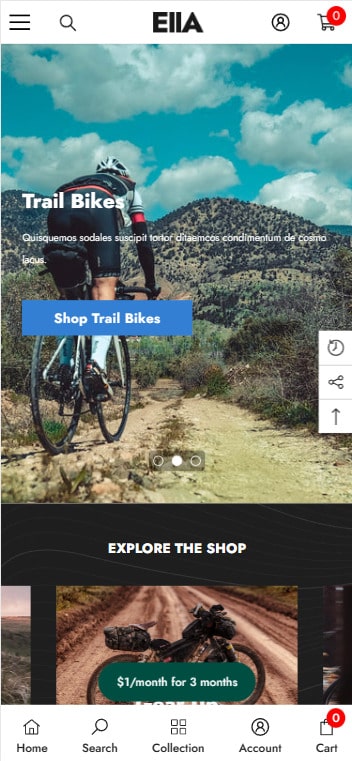 EllA
0
Trail Bikes
Quisquemos sodales suscipit tortor ditaemcos condimentum de cosmo
lacus.
Shop Trail Bikes
EXPLORE THE SHOP
$1/month for 3 months
0
Home
Search
Collection
Account
Cart